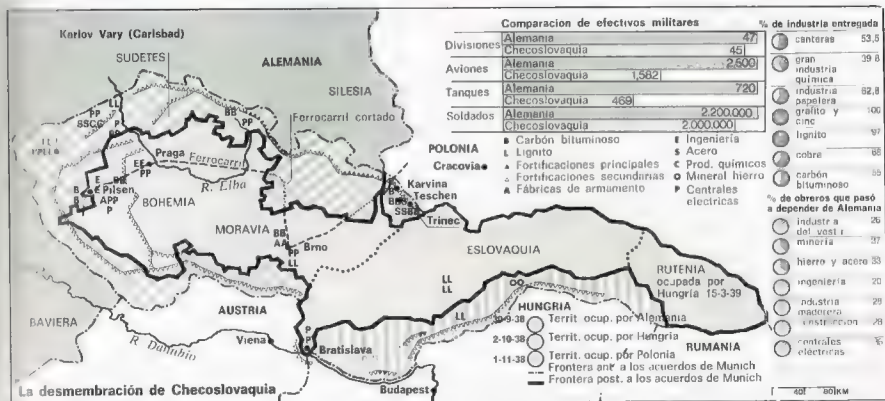 Karlov Vary (Carlsbad)
SUDETES
ALEMANIA
SILESIA
Ferrocarril cortado
POLONIA
Cracovia
Praga
Ferrocarril
R. Elba
Pilsen
BOHEMIA
MORAVIA
Brno
Karvina
Teschen
Trinec
ESLOVAQUIA
RUTENIA
ocupada por
Hungría 15-3-39
BAVIERA
AUSTRIA
R. Danubio
Viena
Bratislava
HUNGRIA
Budapest
RUMANIA
Comparacion de efectivos militares
Divisiones
Alemania 47
Checoslovaquia 45
Aviones
Alemania 2.500
Checoslovaquia 1,582
Tanques
Alemania 720
Checoslovaquia 469
Soldados
Alemania 2.200.000
Checoslovaquia 2.000.000
B Carbón bituminoso
L Lignito
Fortificaciones principales
Fortificaciones secundarias
A Fábricas de armamento
E Ingeniería
S Acero
C Prod. químicos
O Mineral hierro
P Centrales
electricas
% de industria entregada
canteras 53,5
gran
industria
química
industria
papelera
grafito y 100
cinc
lignito 97
cobre
carbón 55
bituminoso
% de obreros que pasó
a depender de Alemania
26
minería
hierro y acero 33
ingeniería 20
industria 29
maderera
centrales
eléctricas
Territ. ocup. por Alemania
2-10-38 Territ. ocup. por Hungría
1-11-38 Territ. ocup. pór Polonia
Frontera ant. a los acuerdos de Munich
Frontera post. a los acuerdos de Munich
La desmembración de Checoslovaquia
40 80 KM